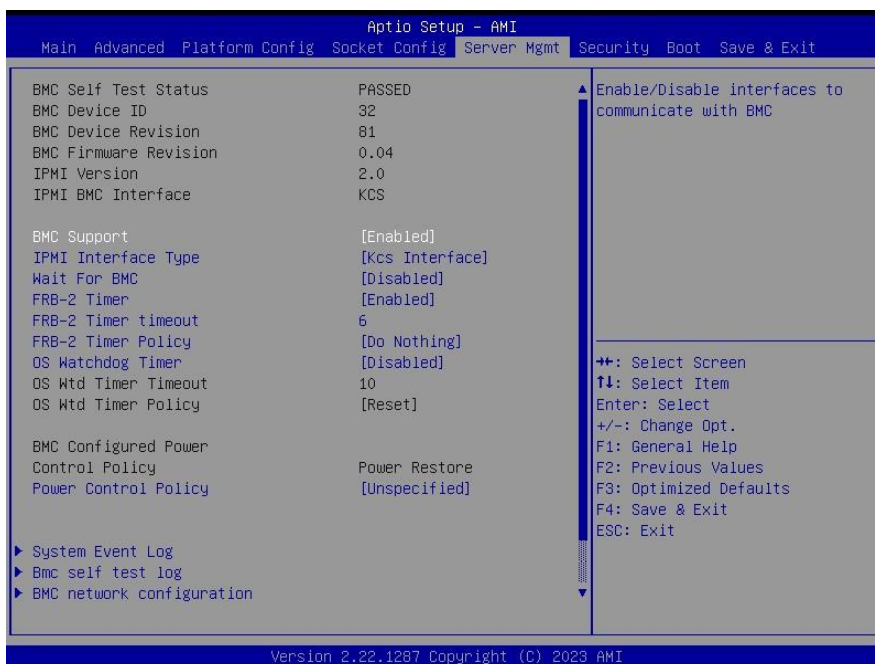 Aptio Setup – AMI
Main Advanced Platform Config Socket Config Server Mgmt Security Boot Save & Exit
BMC Self Test Status PASSED
BMC Device ID 32
BMC Device Revision 81
BMC Firmware Revision 0.04
IPMI Version 2.0
IPMI BMC Interface KCS
BMC Support [Enabled]
IPMI Interface Type [Kcs Interface]
Wait For BMC [Disabled]
FRB-2 Timer [Enabled]
FRB-2 Timer timeout 6
FRB-2 Timer Policy [Do Nothing]
OS Watchdog Timer [Disabled]
OS Wtd Timer Timeout 10
OS Wtd Timer Policy [Reset]
BMC Configured Power
Control Policy Power Restore
Power Control Policy [Unspecified]
System Event Log
Bmc self test log
BMC network configuration
Enable/Disable interfaces to
communicate with BMC
→←: Select Screen
↑↓: Select Item
Enter: Select
+/-: Change Opt.
F1: General Help
F2: Previous Values
F3: Optimized Defaults
F4: Save & Exit
ESC: Exit
Version 2.22.1287 Copyright (C) 2023 AMI